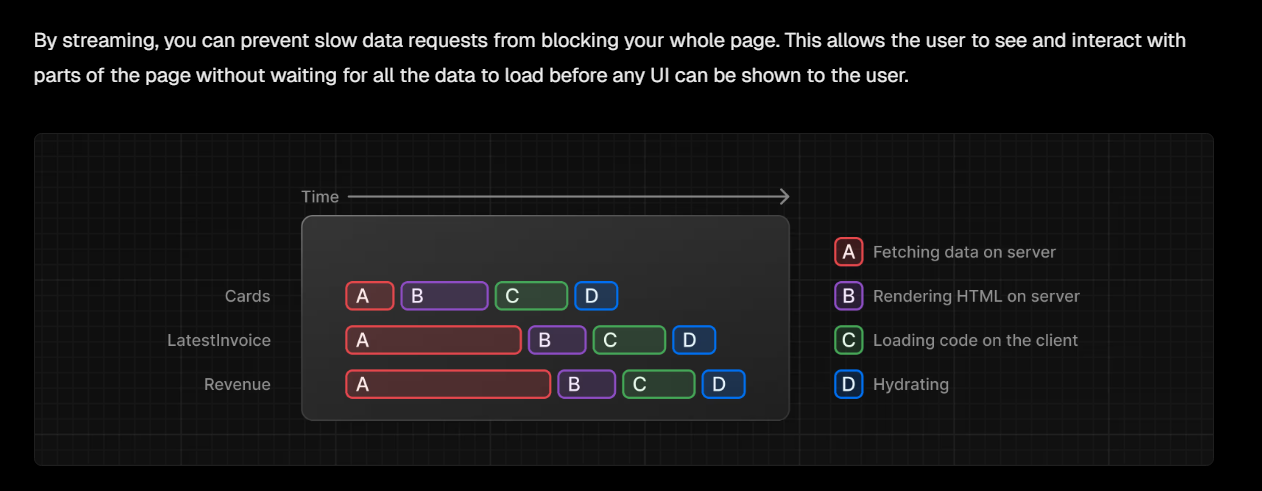 By streaming, you can prevent slow data requests from blocking your whole page. This allows the user to see and interact with
parts of the page without waiting for all the data to load before any UI can be shown to the user.
Time
Cards A B C D
LatestInvoice A B C D
Revenue A B C D
A Fetching data on server
B Rendering HTML on server
C Loading code on the client
D Hydrating